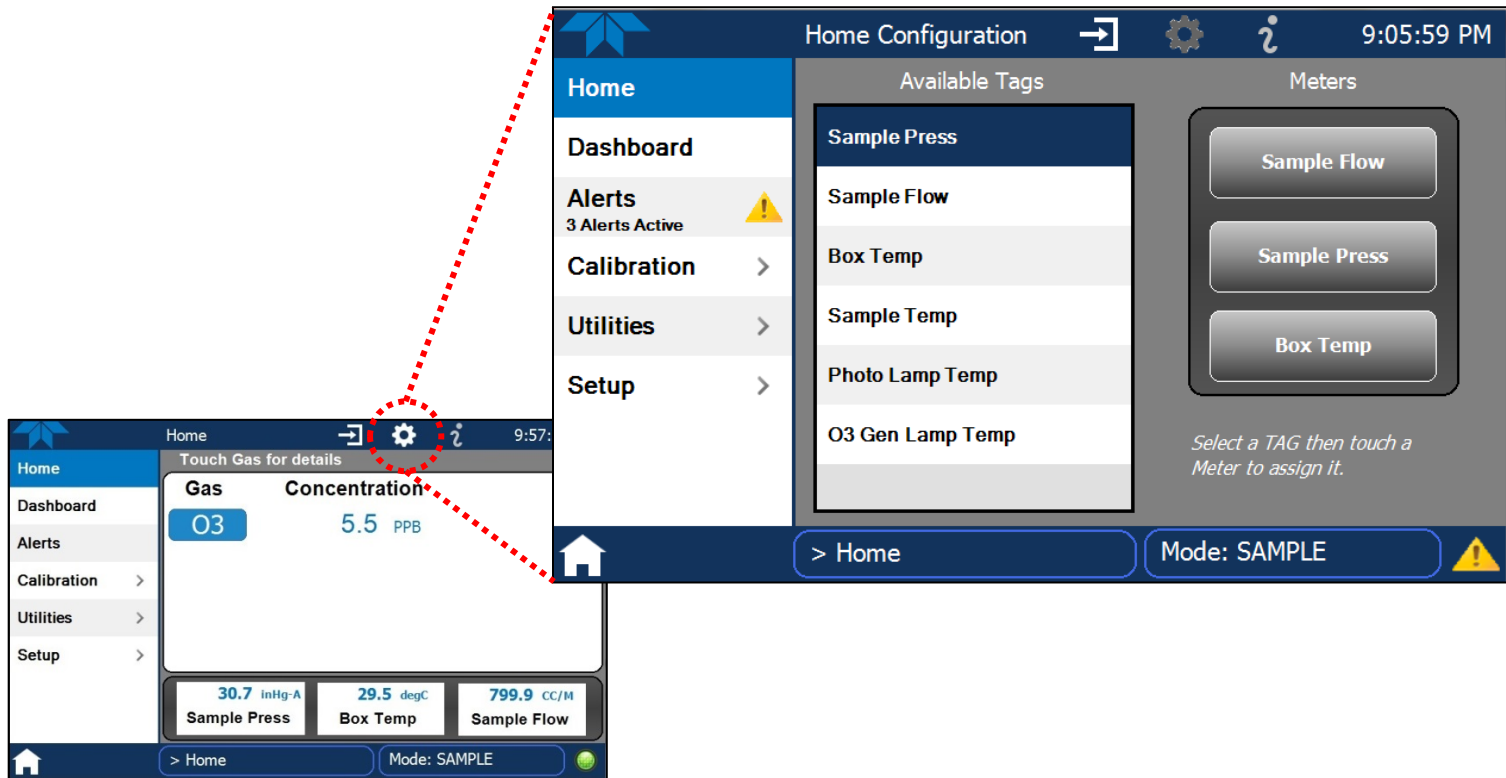 Home Configuration 9:05:59 PM
Home
Dashboard
Alerts
3 Alerts Active
Calibration
Utilities
Setup
Available Tags
Sample Press
Sample Flow
Box Temp
Sample Temp
Photo Lamp Temp
O3 Gen Lamp Temp
Meters
Sample Flow
Sample Press
Box Temp
Select a TAG then touch a
Meter to assign it.
> Home
Mode: SAMPLE
Home 9:57:
Home
Dashboard
Alerts
Calibration
Utilities
Setup
Touch Gas for details
Gas Concentration
O3 5.5 PPB
30.7 inHg-A
Sample Press
29.5 degC
Box Temp
799.9 CC/M
Sample Flow
> Home
Mode: SAMPLE